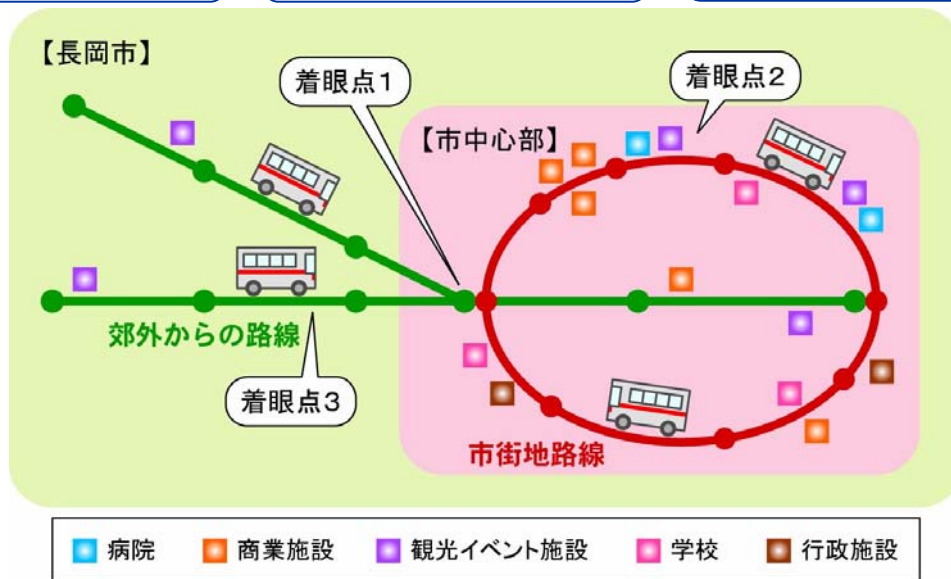 【長岡市】
着眼点1
着眼点2
【市中心部】
郊外からの路線
着眼点3
市街地路線
病院
商業施設
観光イベント施設
学校
行政施設